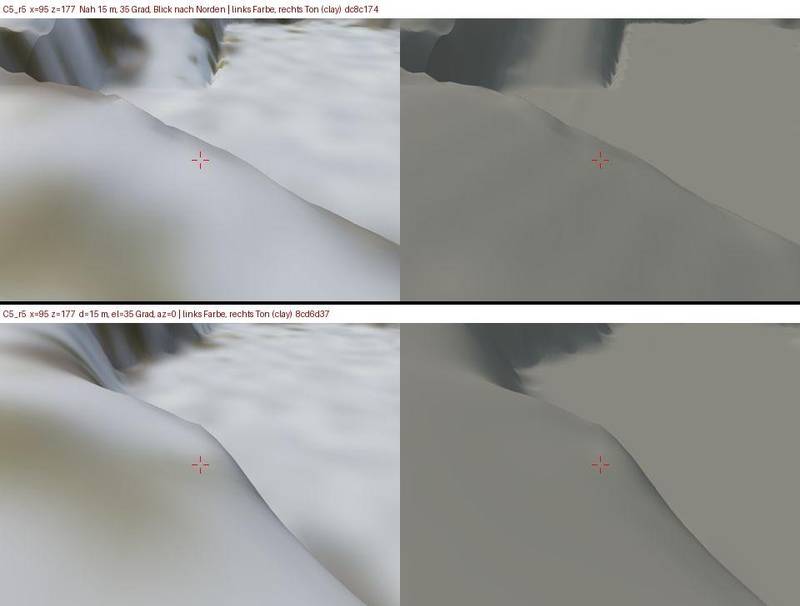 C5_r5 x=95 z=177 Nah 15 m, 35 Grad, Blick nach Norden | links Farbe, rechts Ton (clay) dc8c174
C5_r5 x=95 z=177 d=15 m, el=35 Grad, az=0 | links Farbe, rechts Ton (clay) 8cd6d37